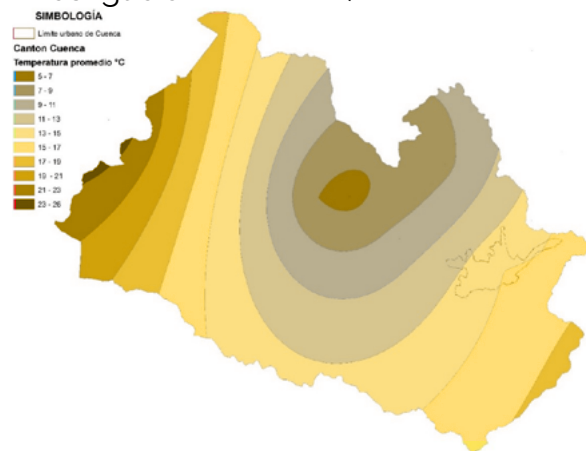 SIMBOLOGÍA
Limite urbano de Cuenca
Canton Cuenca
Temperatura promedio °C
5 - 7
7 - 9
9 - 11
11 - 13
13 - 15
15 - 17
17 - 19
19 - 21
21 - 23
23 - 26